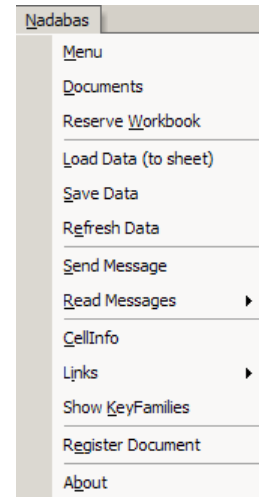 Nadabas
Menu
Documents
Reserve Workbook
Load Data (to sheet)
Save Data
Refresh Data
Send Message
Read Messages
CellInfo
Links
Show KeyFamilies
Register Document
About